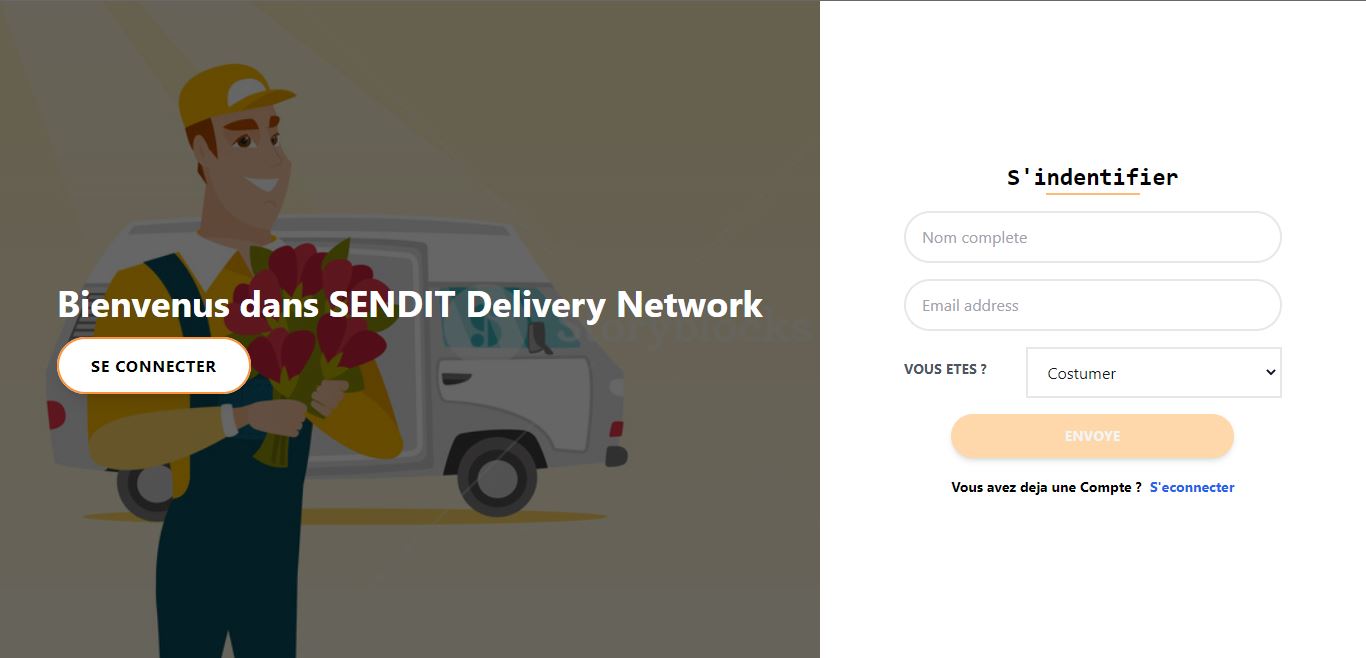 Bienvenus dans SENDIT Delivery Network
SE CONNECTER
Storyblocks
S'indentifier
Nom complete
Email address
VOUS ETES ?
Costumer
ENVOYE
Vous avez deja une Compte ? S'econnecter